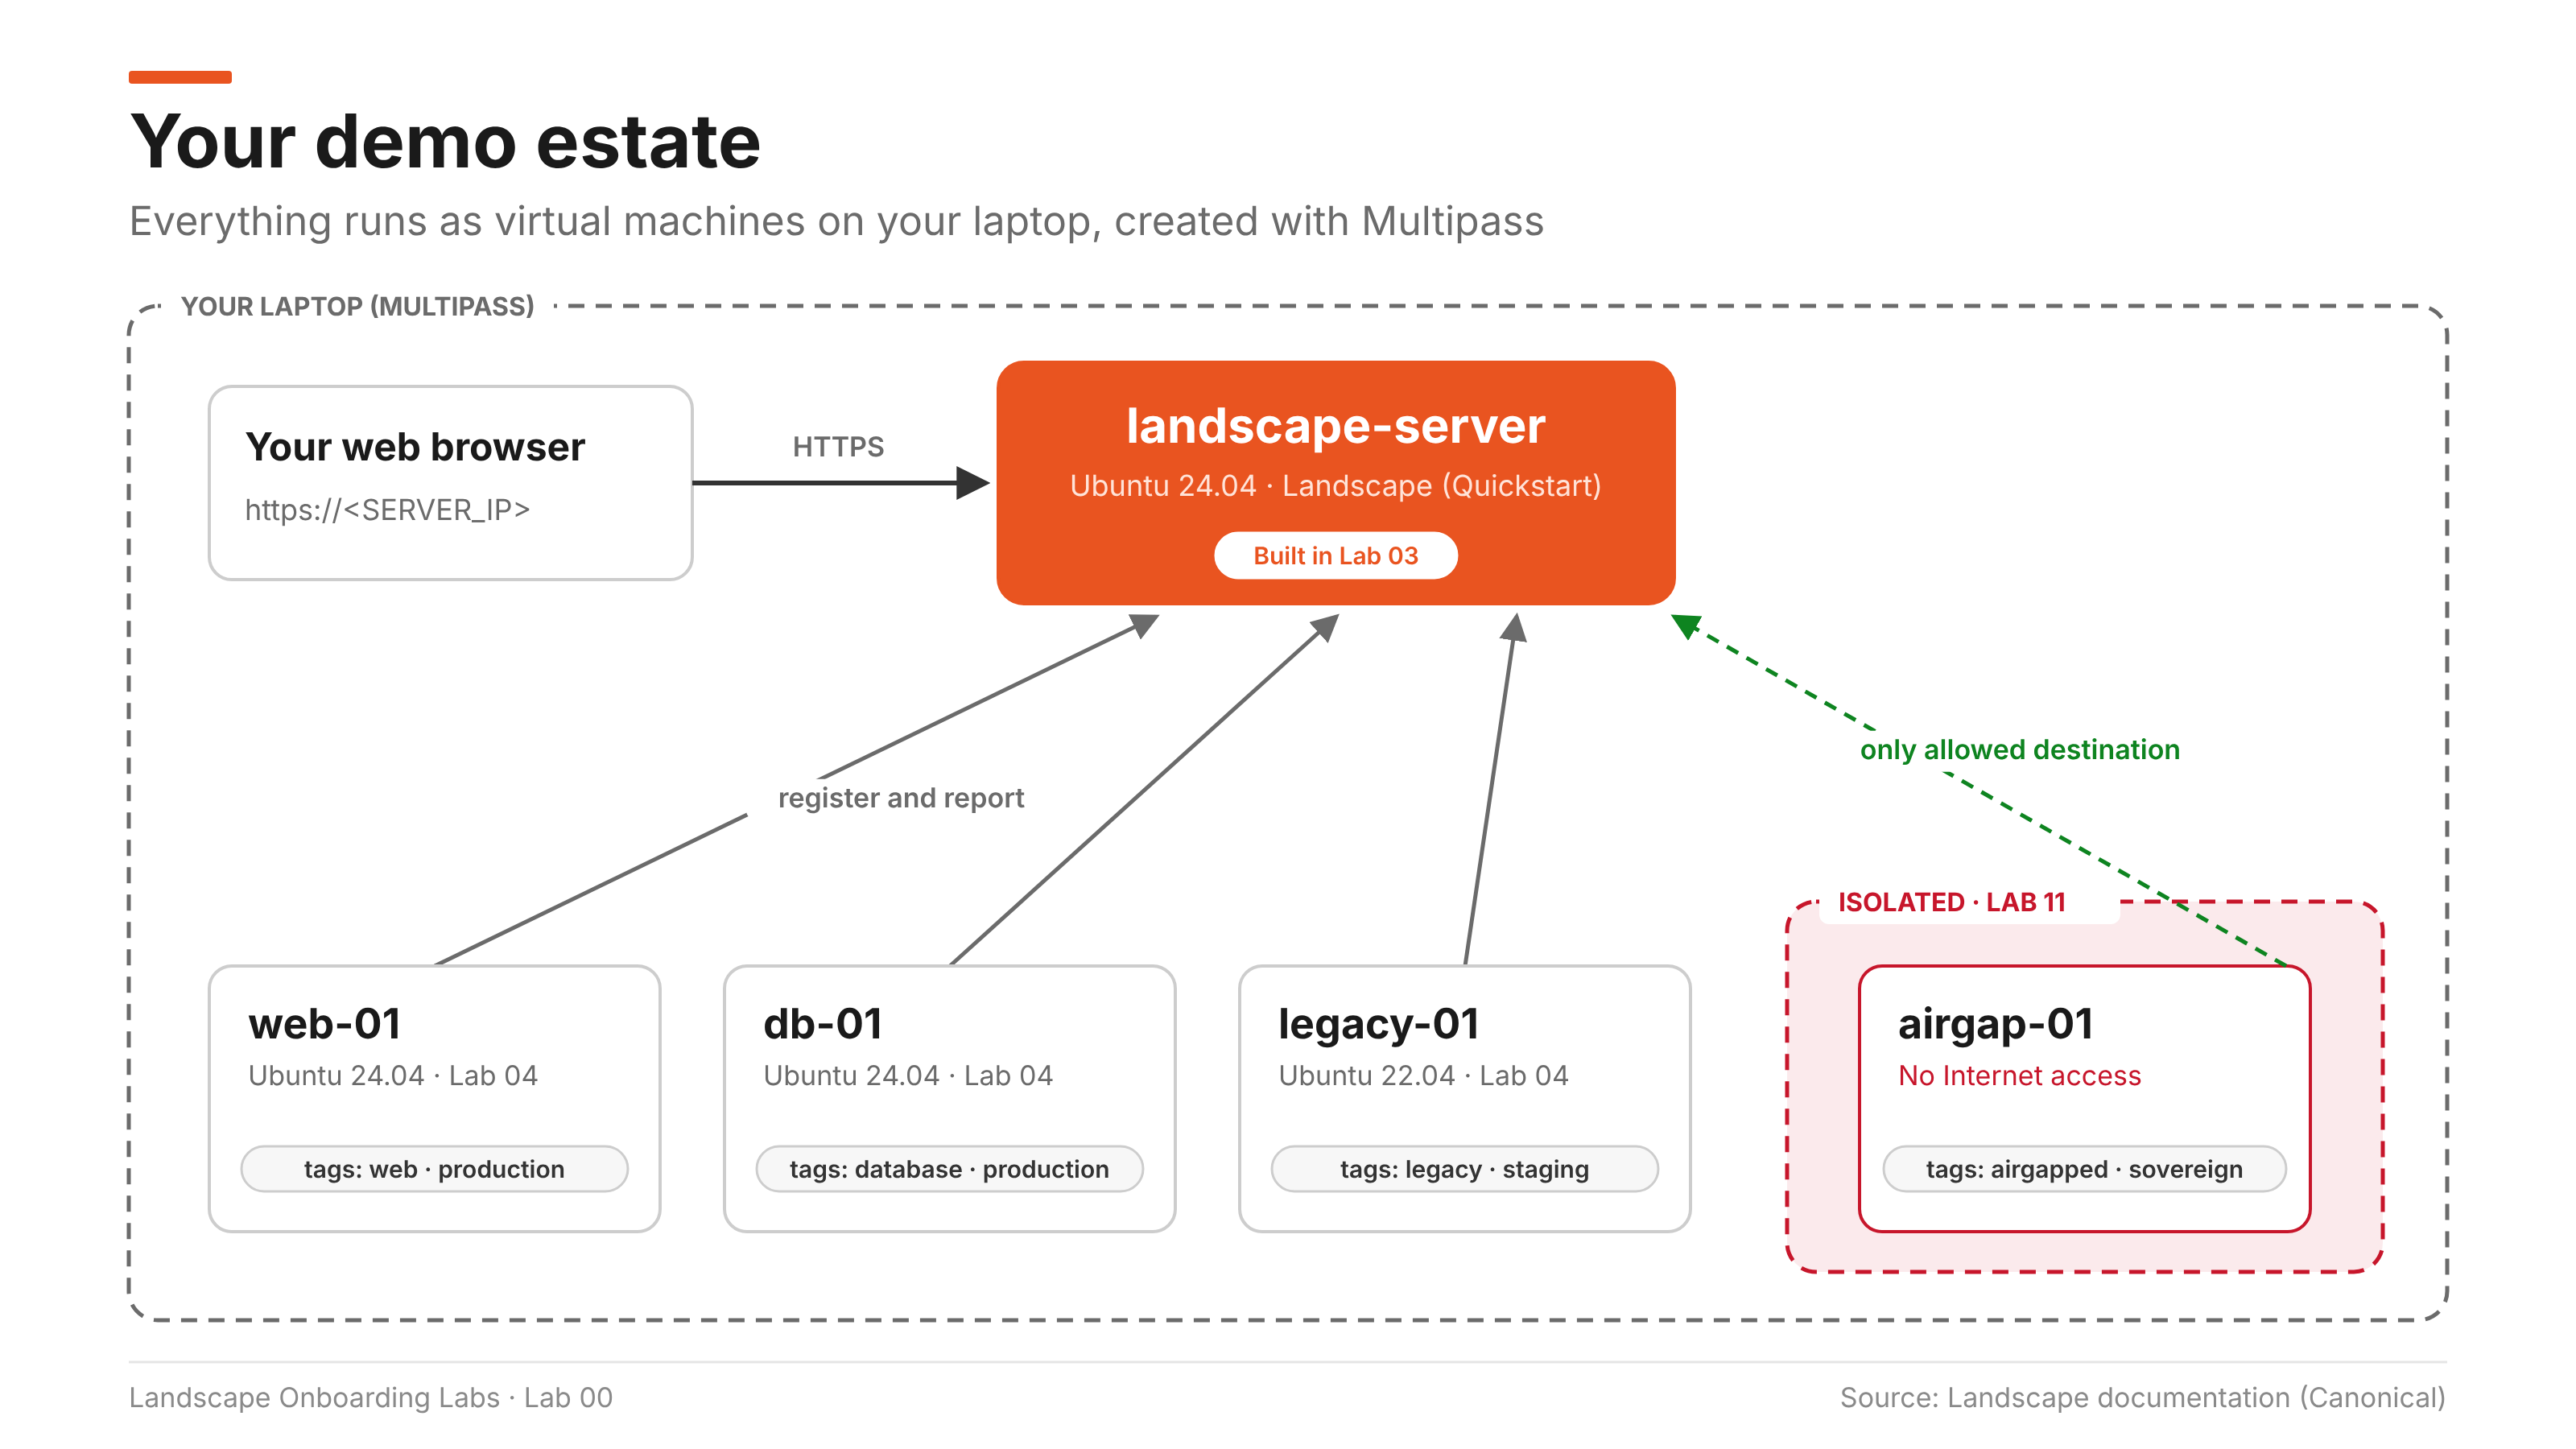 Your demo estate
Everything runs as virtual machines on your laptop, created with Multipass
YOUR LAPTOP (MULTIPASS)
Your web browser
https://<SERVER_IP>
HTTPS
landscape-server
Ubuntu 24.04 · Landscape (Quickstart)
Built in Lab 03
register and report
only allowed destination
web-01
Ubuntu 24.04 · Lab 04
tags: web · production
db-01
Ubuntu 24.04 · Lab 04
tags: database · production
legacy-01
Ubuntu 22.04 · Lab 04
tags: legacy · staging
ISOLATED · LAB 11
airgap-01
No Internet access
tags: airgapped · sovereign
Landscape Onboarding Labs · Lab 00
Source: Landscape documentation (Canonical)